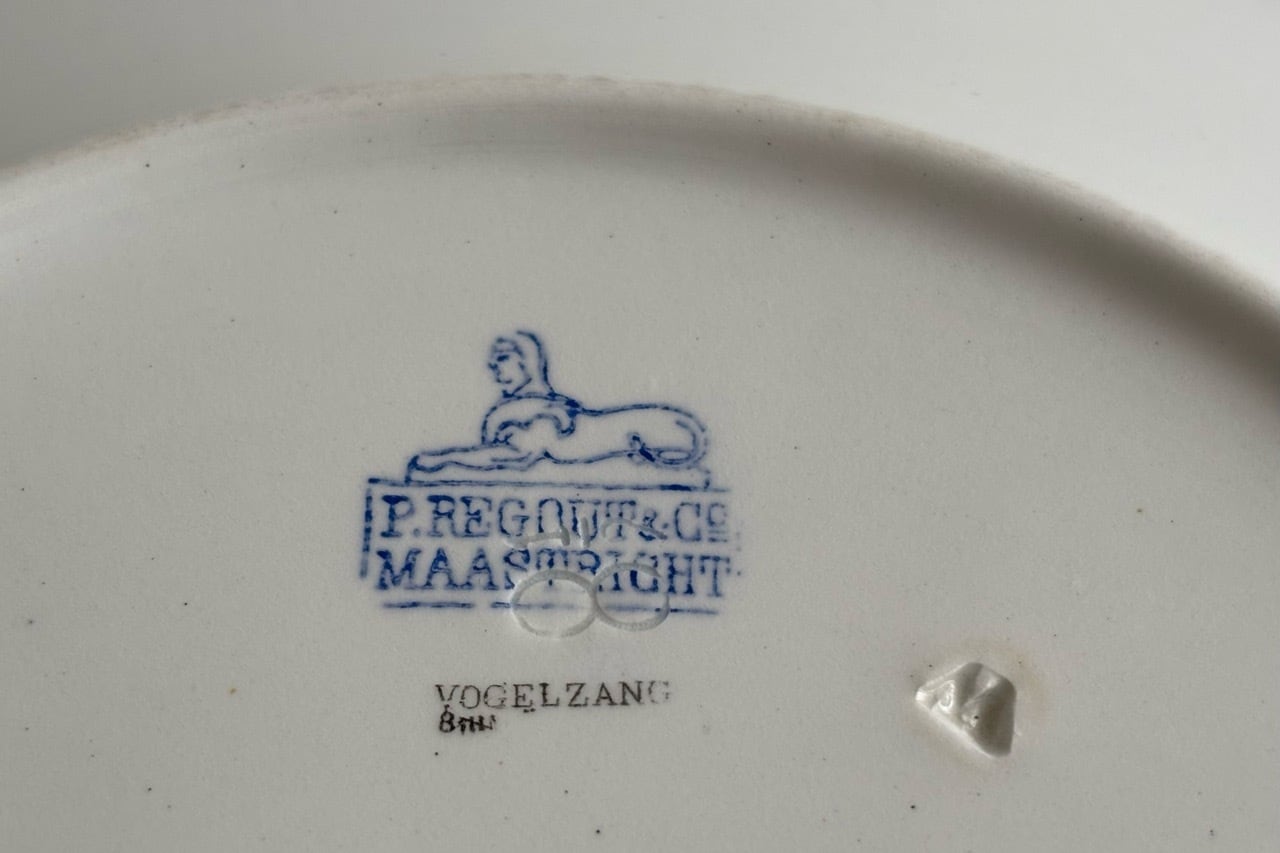 P. REGOUT & Co
MAASTRICHT
VOGELZANG